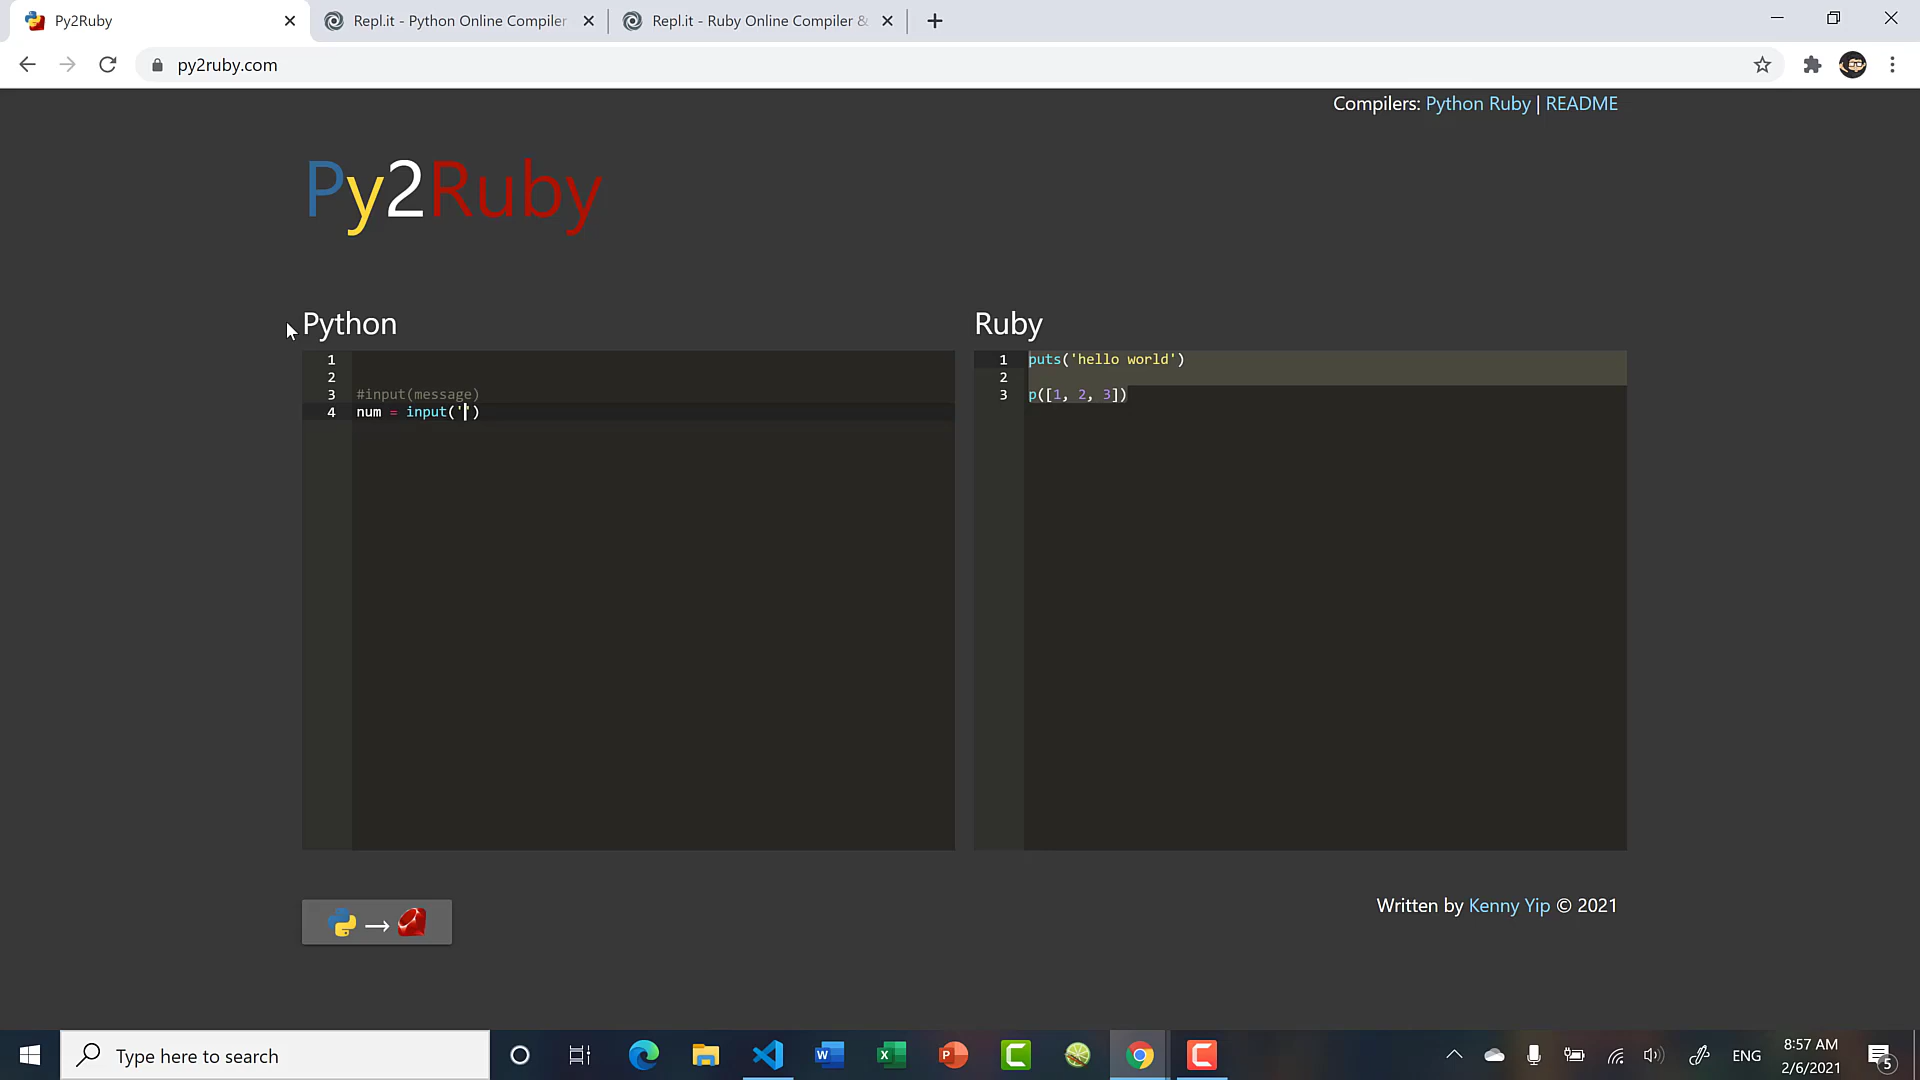 Py2Ruby
Repl.it - Python Online Compiler
Repl.it - Ruby Online Compiler &
py2ruby.com
Compilers: Python Ruby | README
Py2Ruby
Python
Ruby
1
2
3 #input(message)
4 num = input('')
1 puts('hello world')
2
3 p([1, 2, 3])
Written by Kenny Yip © 2021
Type here to search
ENG
8:57 AM
2/6/2021
5